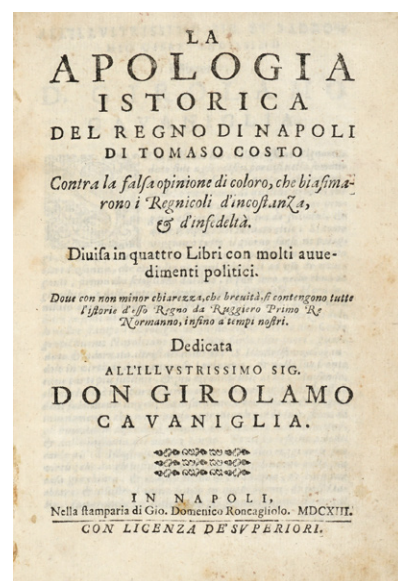 LA
APOLOGIA
ISTORICA
DEL REGNO DI NAPOLI
DI TOMASO COSTO
Contra la falſa opinione di coloro, che biaſima-
rono i Regnicoli d'incoſtanza,
& d'infedeltà.
Diuiſa in quattro Libri con molti auue-
dimenti politici.
Doue con non minor chiarezza, che breuità, ſi contengono tutte
l'iſtorie d'eſſo Regno da Ruggiero Primo Re
Normanno, infino a tempi noſtri.
Dedicata
ALL'ILLVSTRISSIMO SIG.
DON GIROLAMO
CAVANIGLIA.
IN NAPOLI,
Nella ſtamparia di Gio. Domenico Roncagliolo. MDCXIII.
CON LICENZA DE' SVPERIORI.